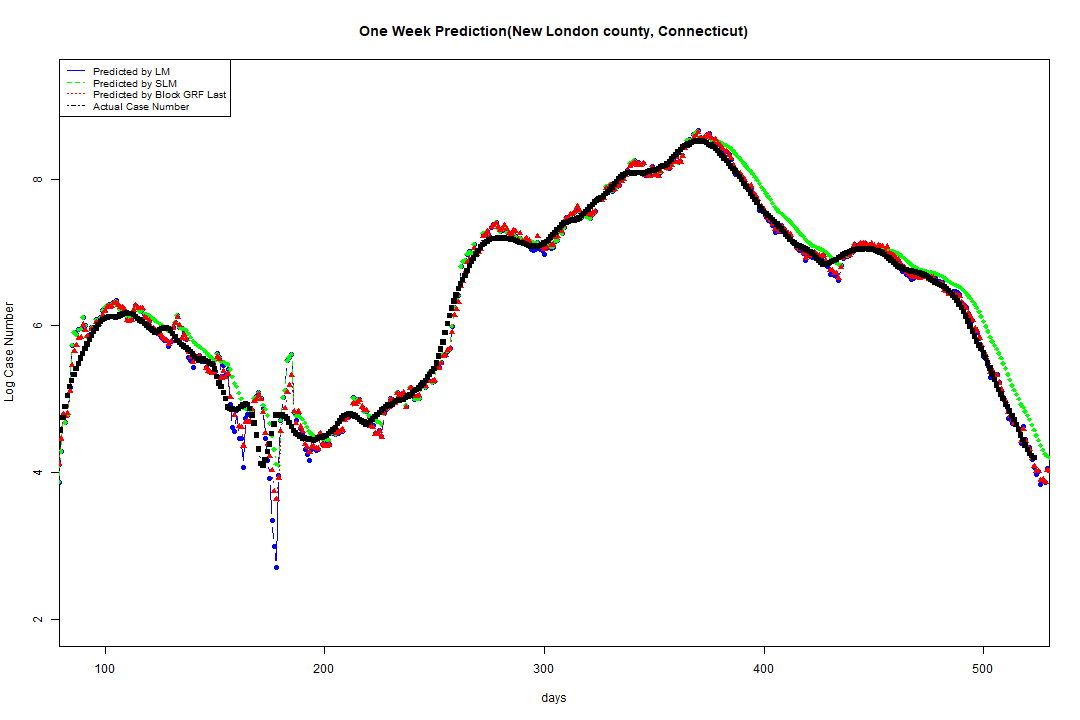 One Week Prediction(New London county, Connecticut)
Predicted by LM
Predicted by SLM
Predicted by Block GRF Last
Actual Case Number
8
6
4
2
Log Case Number
100 200 300 400 500
days